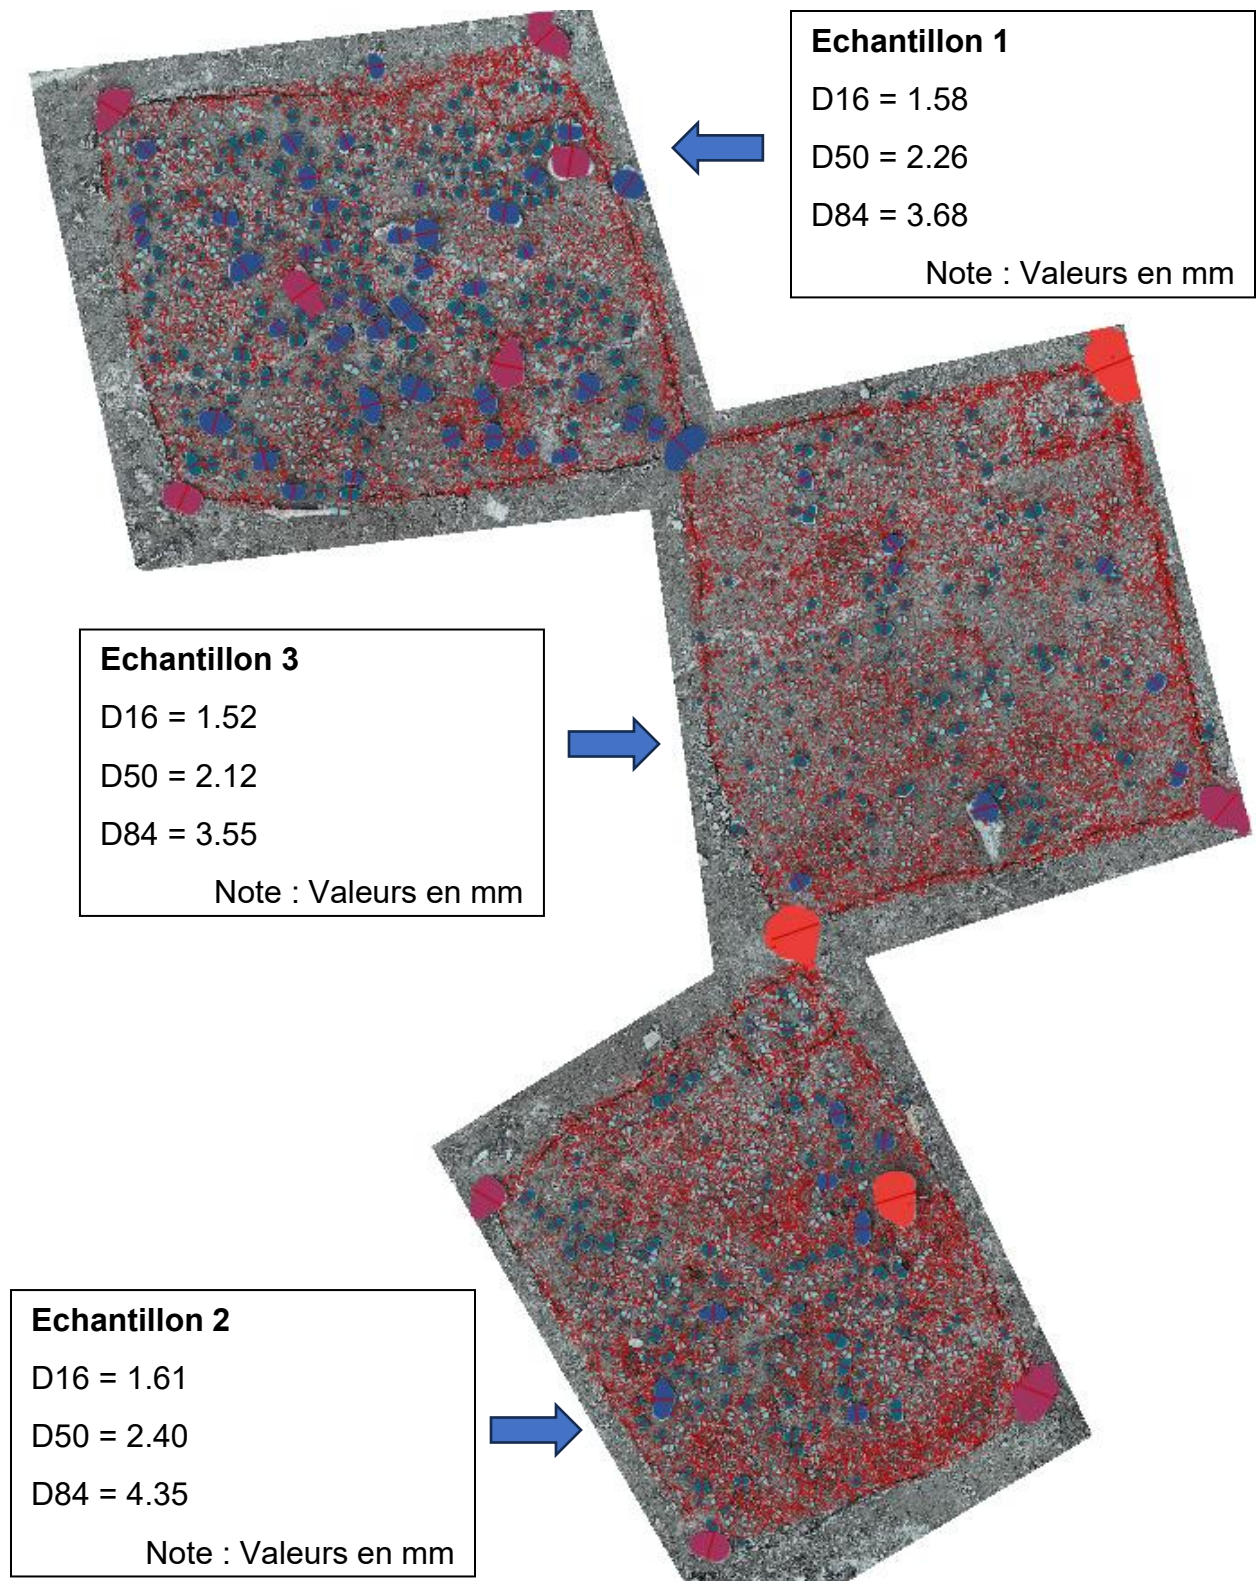 Echantillon 1
D16 = 1.58
D50 = 2.26
D84 = 3.68
Note : Valeurs en mm
Echantillon 3
D16 = 1.52
D50 = 2.12
D84 = 3.55
Note : Valeurs en mm
Echantillon 2
D16 = 1.61
D50 = 2.40
D84 = 4.35
Note : Valeurs en mm